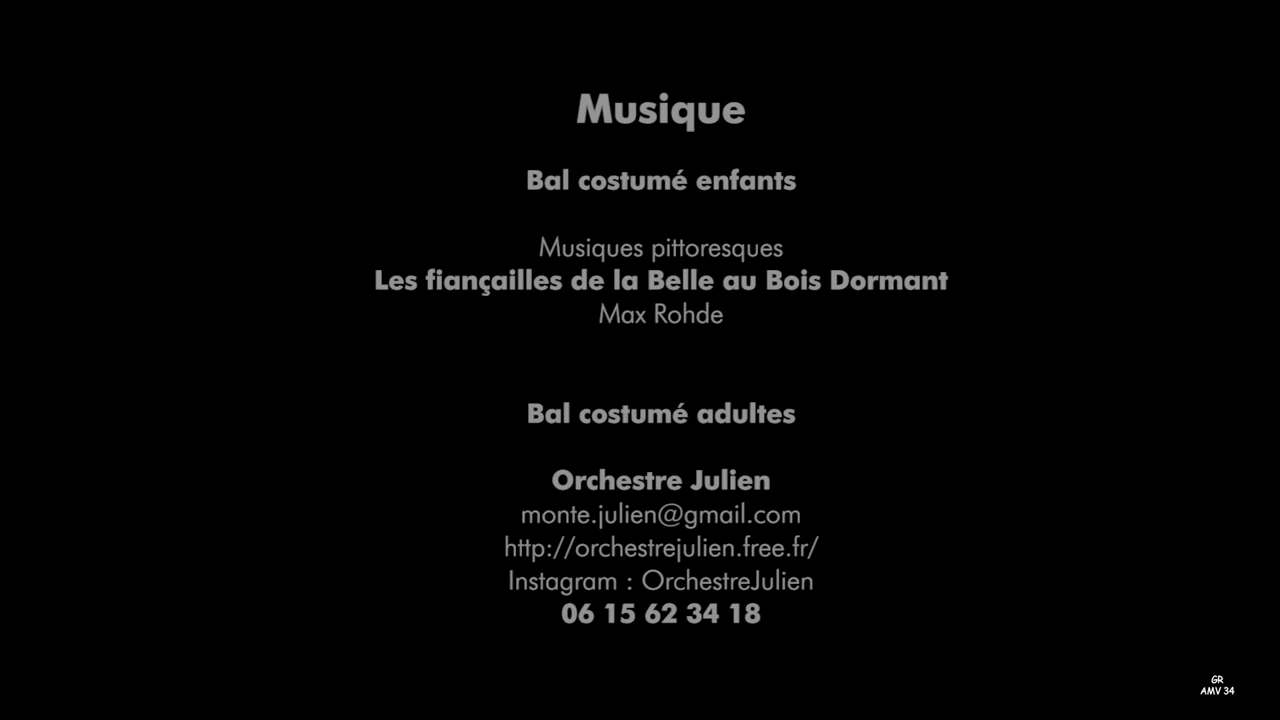 Musique
Bal costumé enfants
Musiques pittoresques
Les fiançailles de la Belle au Bois Dormant
Max Rohde
Bal costumé adultes
Orchestre Julien
monte.julien@gmail.com
http://orchestrejulien.free.fr/
Instagram : OrchestreJulien
06 15 62 34 18
GR
AMV 34